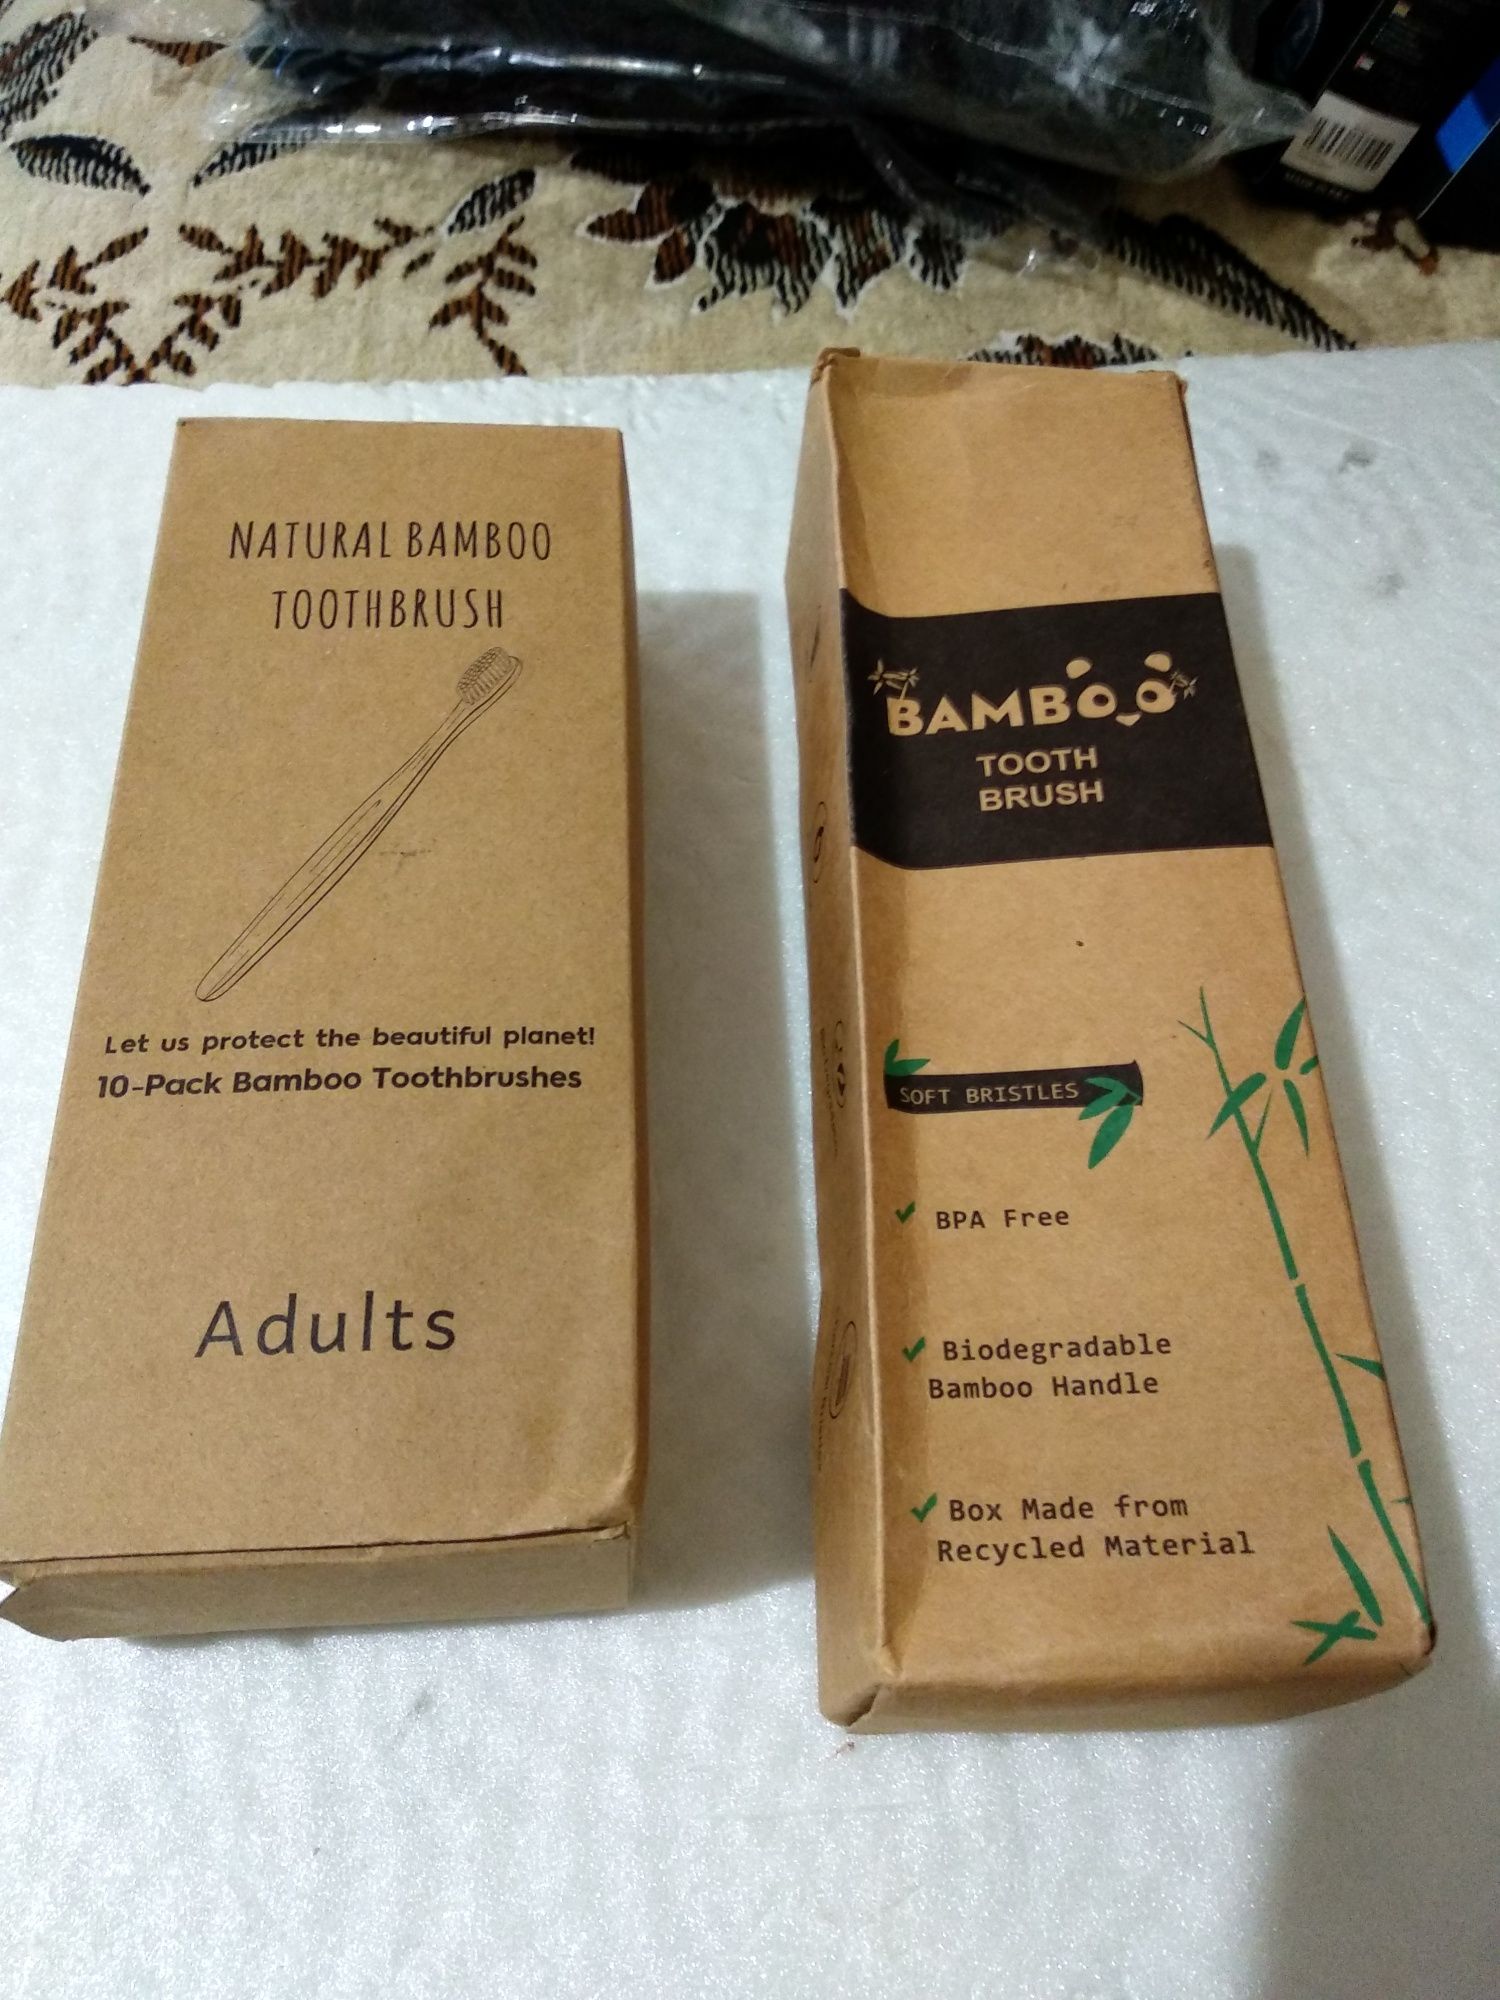 NATURAL BAMBOO
TOOTHBRUSH
Let us protect the beautiful planet!
10-Pack Bamboo Toothbrushes
Adults
BAMBOO
TOOTH
BRUSH
SOFT BRISTLES
BPA Free
Biodegradable
Bamboo Handle
Box Made from
Recycled Material